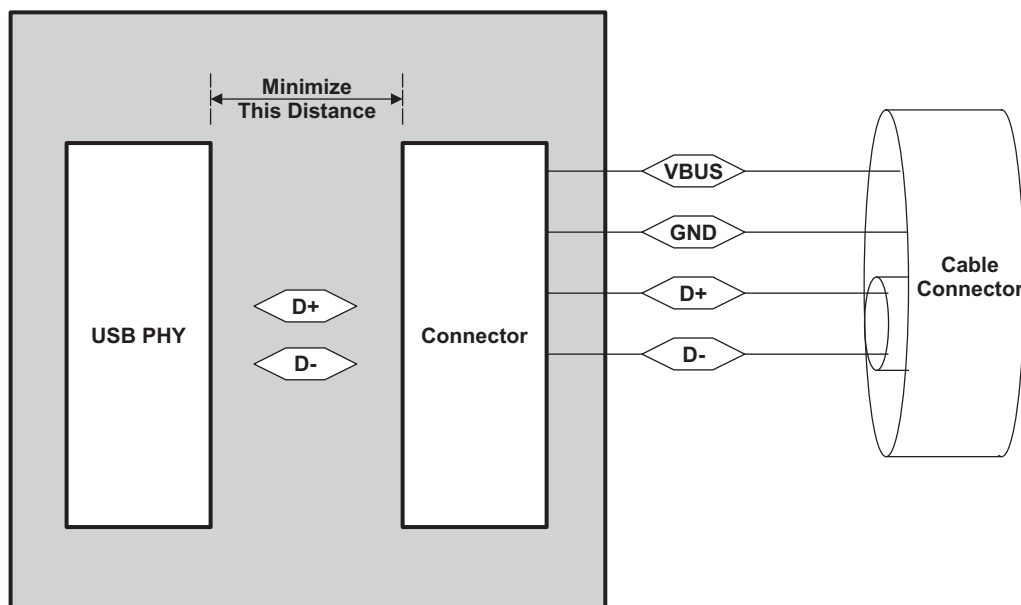 Minimize
This Distance
USB PHY
D+
D-
Connector
VBUS
GND
D+
D-
Cable
Connector